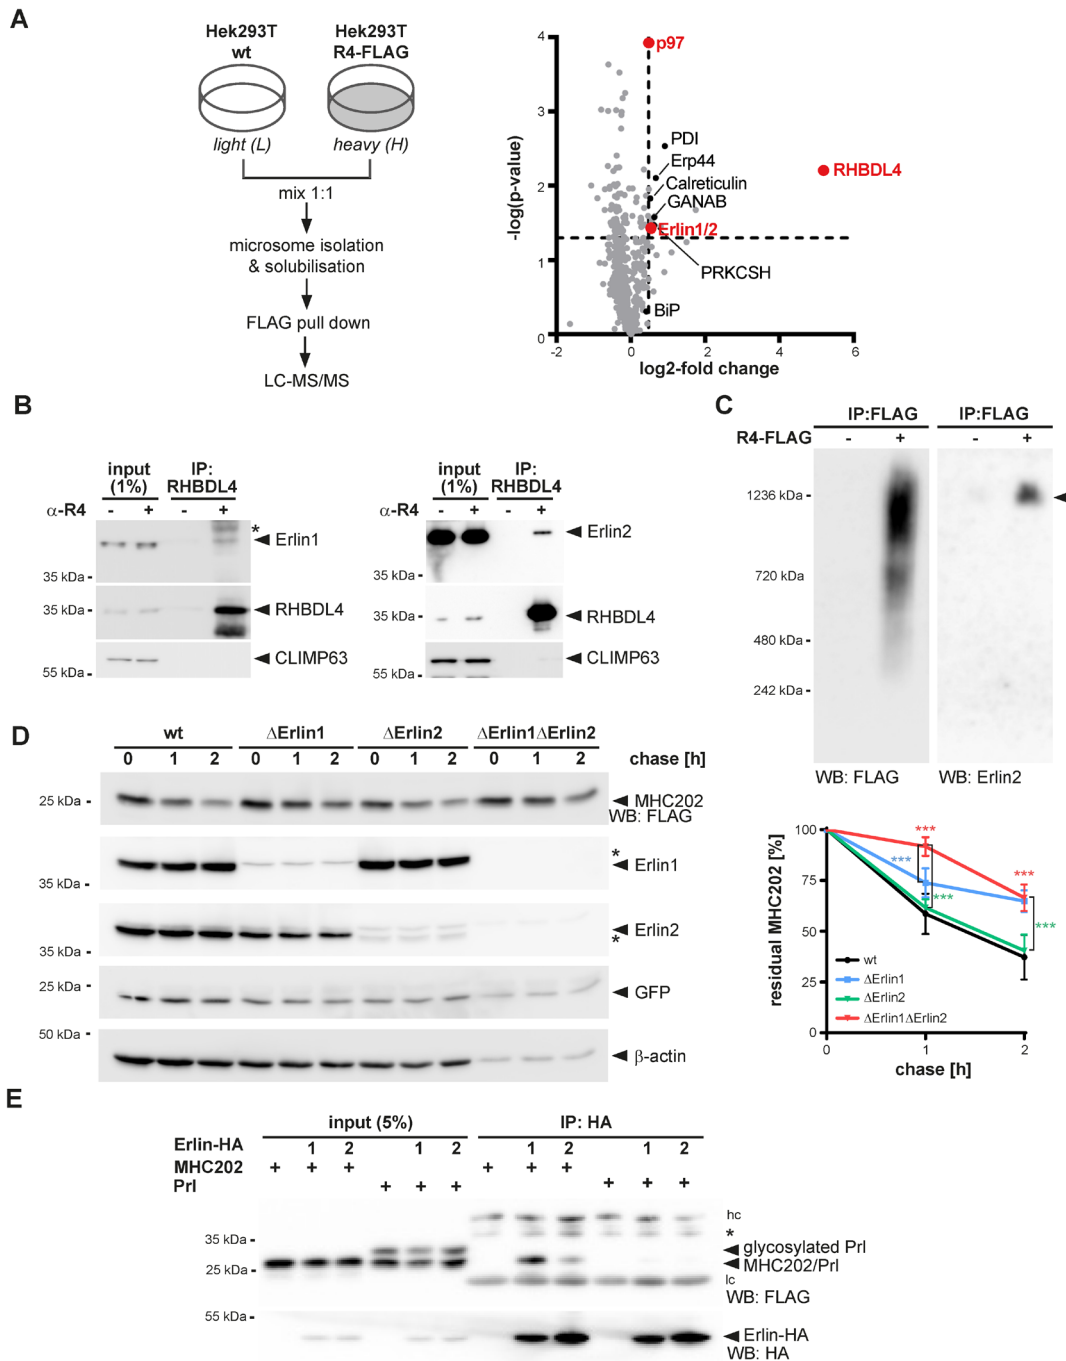 A
Hek293T
wt
Hek293T
R4-FLAG
light (L)
heavy (H)
mix 1:1
microsome isolation
& solubilisation
FLAG pull down
LC-MS/MS
-log(p-value)
4
3
2
1
0
-2
0
2
4
6
log2-fold change
p97
PDI
Erp44
Calreticulin
GANAB
Erlin1/2
PRKCSH
BiP
RHBDL4
B
input
(1%)
IP:
RHBDL4
α-R4
- + - +
*
Erlin1
35 kDa
35 kDa
RHBDL4
CLIMP63
55 kDa
input
(1%)
IP:
RHBDL4
α-R4
- + - +
Erlin2
35 kDa
35 kDa
RHBDL4
CLIMP63
55 kDa
C
IP:FLAG
IP:FLAG
R4-FLAG
- + - +
1236 kDa
720 kDa
480 kDa
242 kDa
WB: FLAG
WB: Erlin2
D
wt ΔErlin1 ΔErlin2 ΔErlin1ΔErlin2
0 1 2 0 1 2 0 1 2 0 1 2 chase [h]
25 kDa
MHC202
WB: FLAG
*
Erlin1
35 kDa
Erlin2
*
35 kDa
25 kDa
GFP
50 kDa
β-actin
residual MHC202 [%]
100
75
50
25
0
0
1
2
chase [h]
***
***
***
***
***
wt
ΔErlin1
ΔErlin2
ΔErlin1ΔErlin2
E
input (5%)
IP: HA
Erlin-HA 1 2 1 2 1 2 1 2
MHC202 + + + + + +
Prl + + + + + +
hc
*
35 kDa
glycosylated Prl
MHC202/Prl
25 kDa
lc
WB: FLAG
55 kDa
Erlin-HA
WB: HA